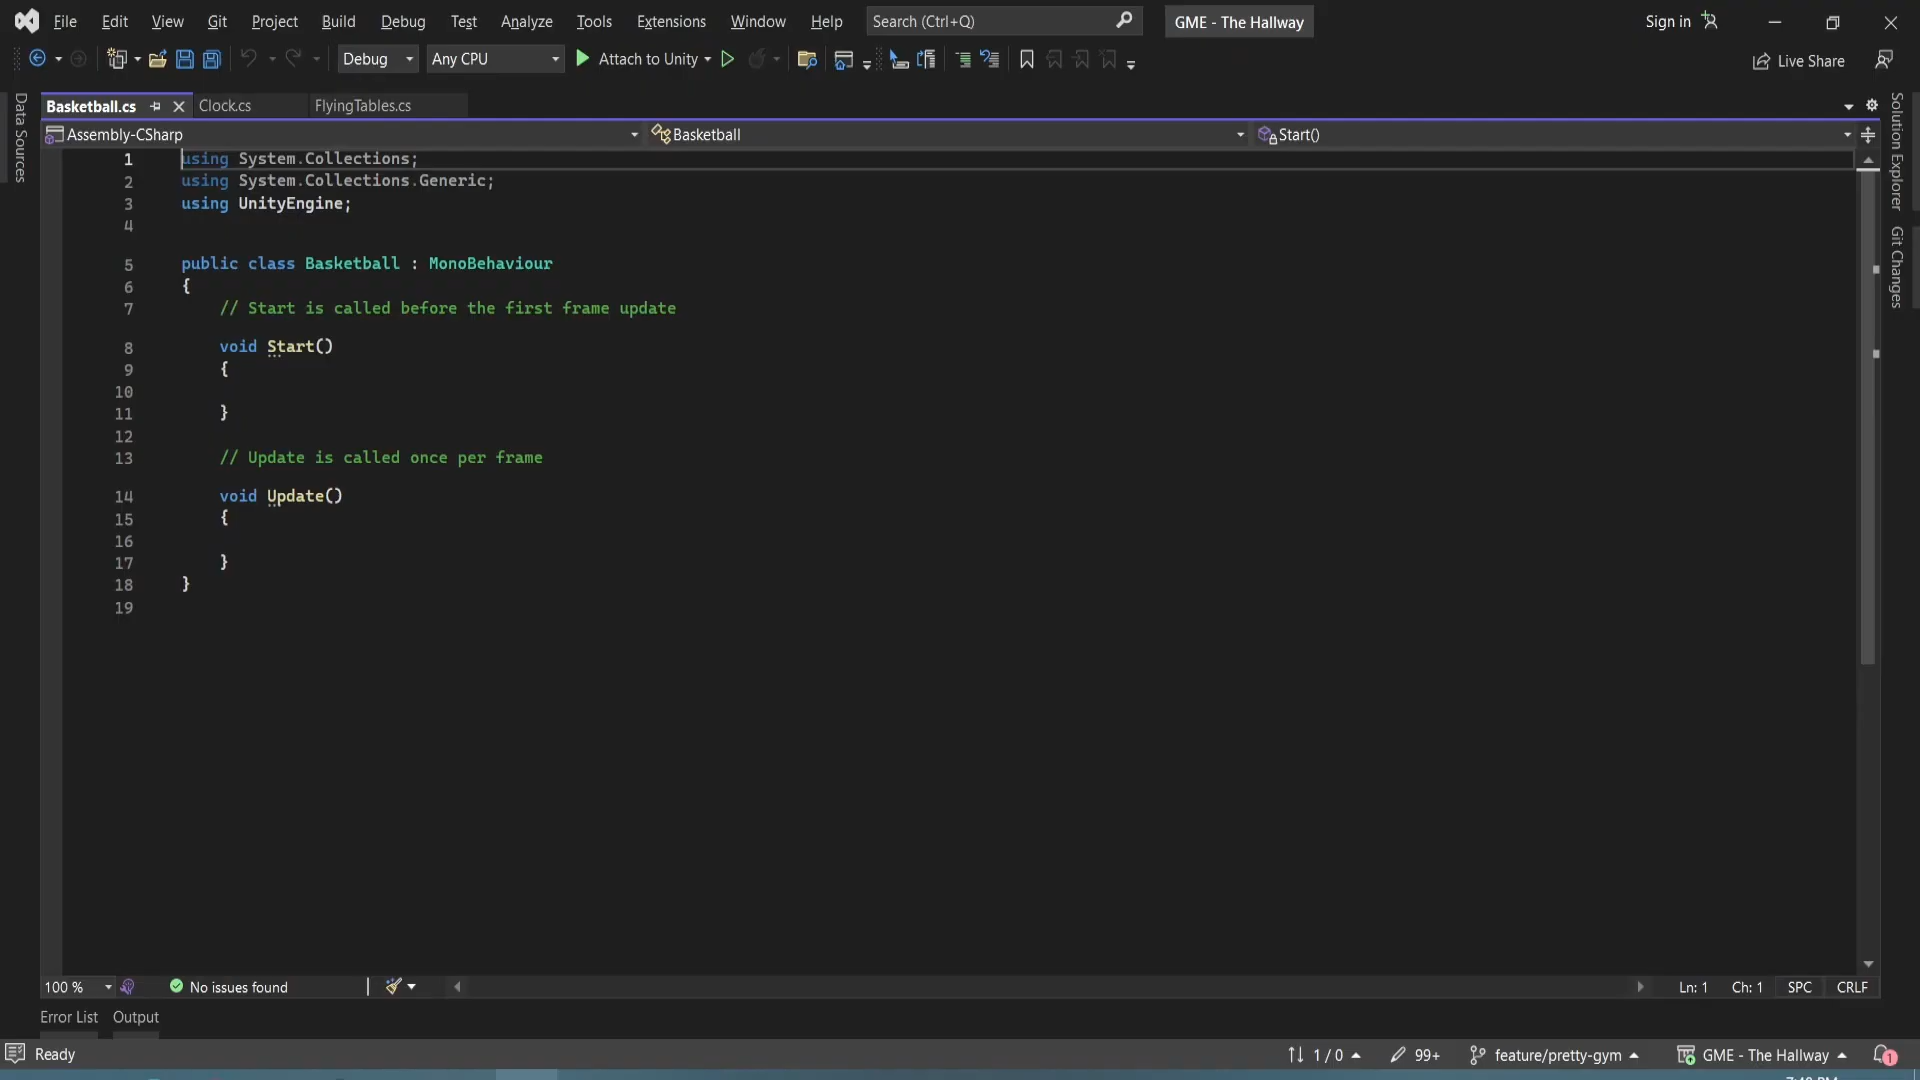 File Edit View Git Project Build Debug Test Analyze Tools Extensions Window Help Search (Ctrl+Q) GME - The Hallway Sign in
Debug Any CPU Attach to Unity Live Share
Data Sources
Basketball.cs Clock.cs FlyingTables.cs
Solution Explorer
Git Changes
Assembly-CSharp Basketball Start()
1 using System.Collections;
2 using System.Collections.Generic;
3 using UnityEngine;
4
5 public class Basketball : MonoBehaviour
6 {
7 // Start is called before the first frame update
8 void Start()
9 {
10
11 }
12
13 // Update is called once per frame
14 void Update()
15 {
16
17 }
18 }
19
100 % No issues found Ln: 1 Ch: 1 SPC CRLF
Error List Output
Ready 1 / 0 99+ feature/pretty-gym GME - The Hallway 1